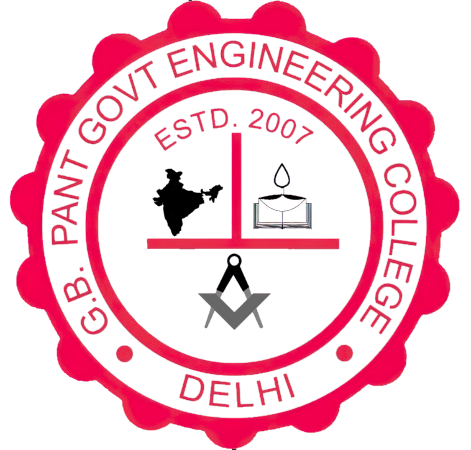 G.B. PANT GOVT ENGINEERING COLLEGE
ESTD. 2007
DELHI